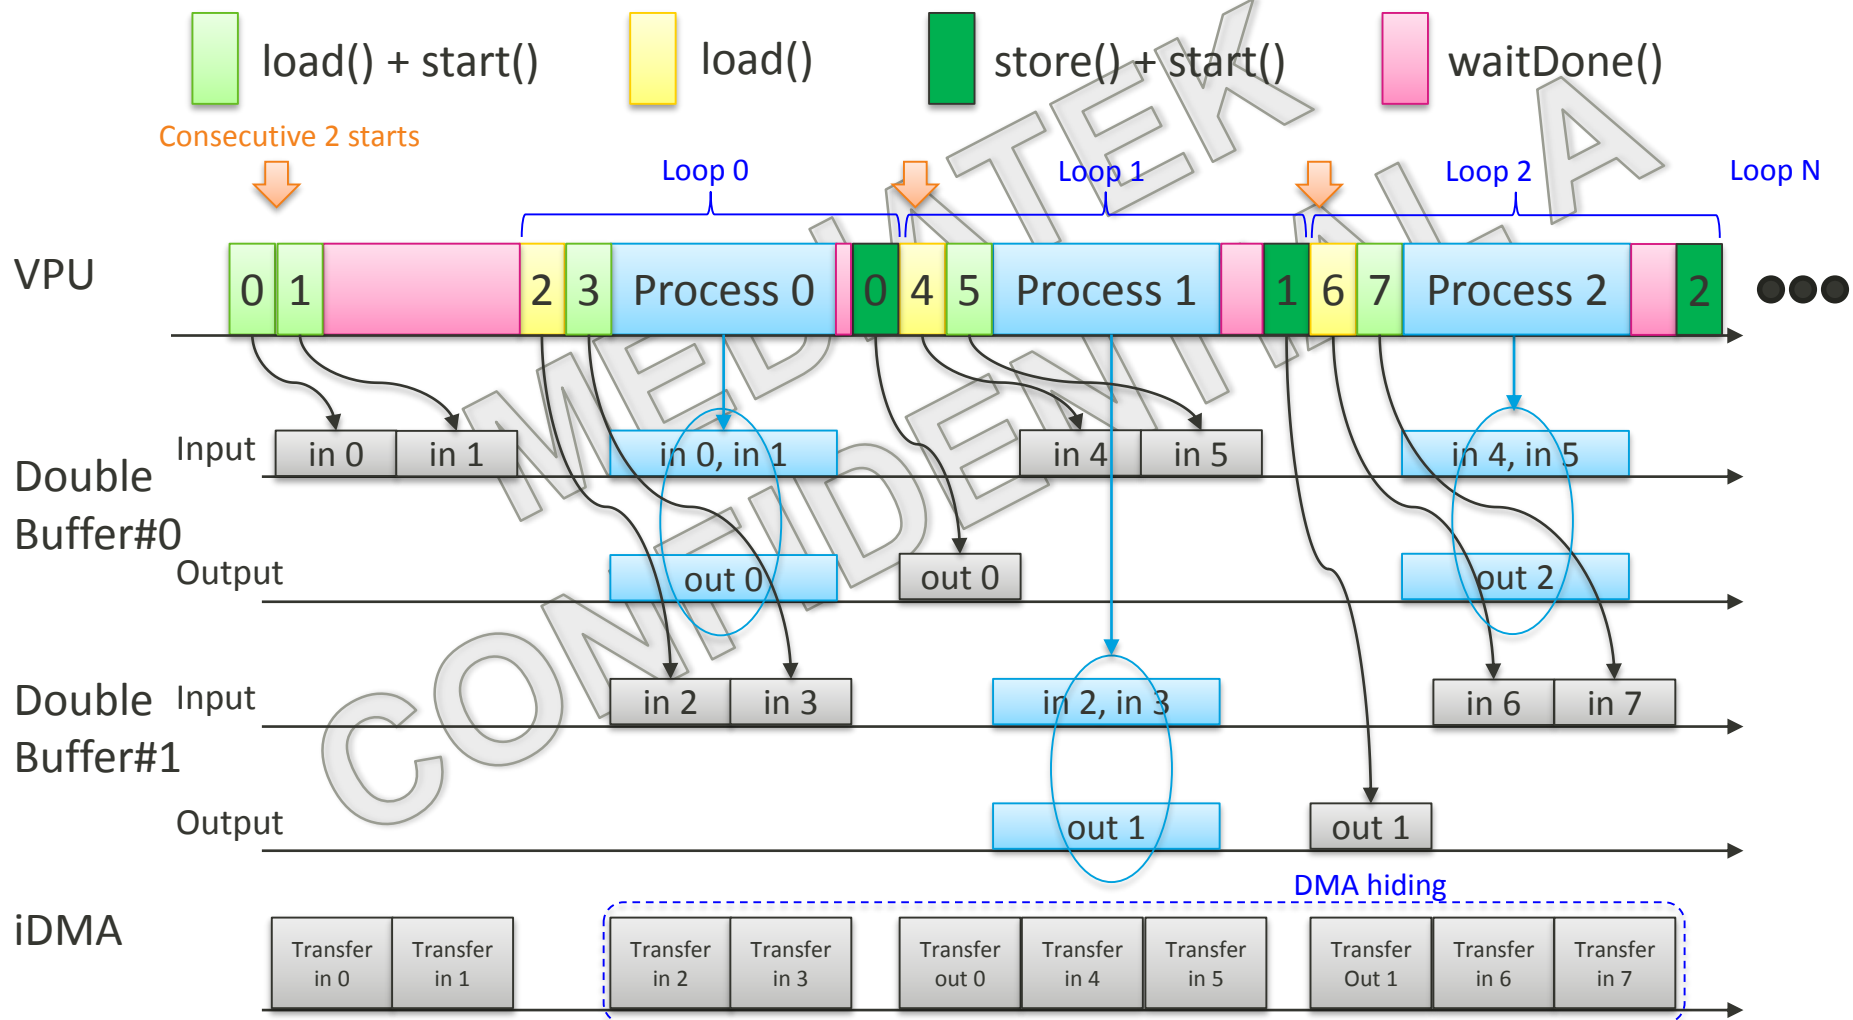 load() + start()
load()
store() + start()
waitDone()
Consecutive 2 starts
Loop 0
Loop 1
Loop 2
Loop N
VPU
0 1 2 3 Process 0 0 4 5 Process 1 1 6 7 Process 2 2
Input
in 0 in 1 in 0, in 1 in 4 in 5 in 4, in 5
Double
Buffer#0
Output
out 0 out 0 out 2
Double
Buffer#1
Input
in 2 in 3 in 2, in 3 in 6 in 7
Output
out 1 out 1
DMA hiding
iDMA
Transfer
in 0
Transfer
in 1
Transfer
in 2
Transfer
in 3
Transfer
out 0
Transfer
in 4
Transfer
in 5
Transfer
Out 1
Transfer
in 6
Transfer
in 7
MEDIATEK
CONFIDENTIAL A